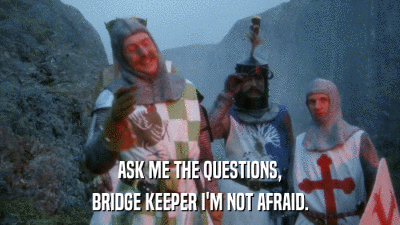 ASK ME THE QUESTIONS,
BRIDGE KEEPER I'M NOT AFRAID.